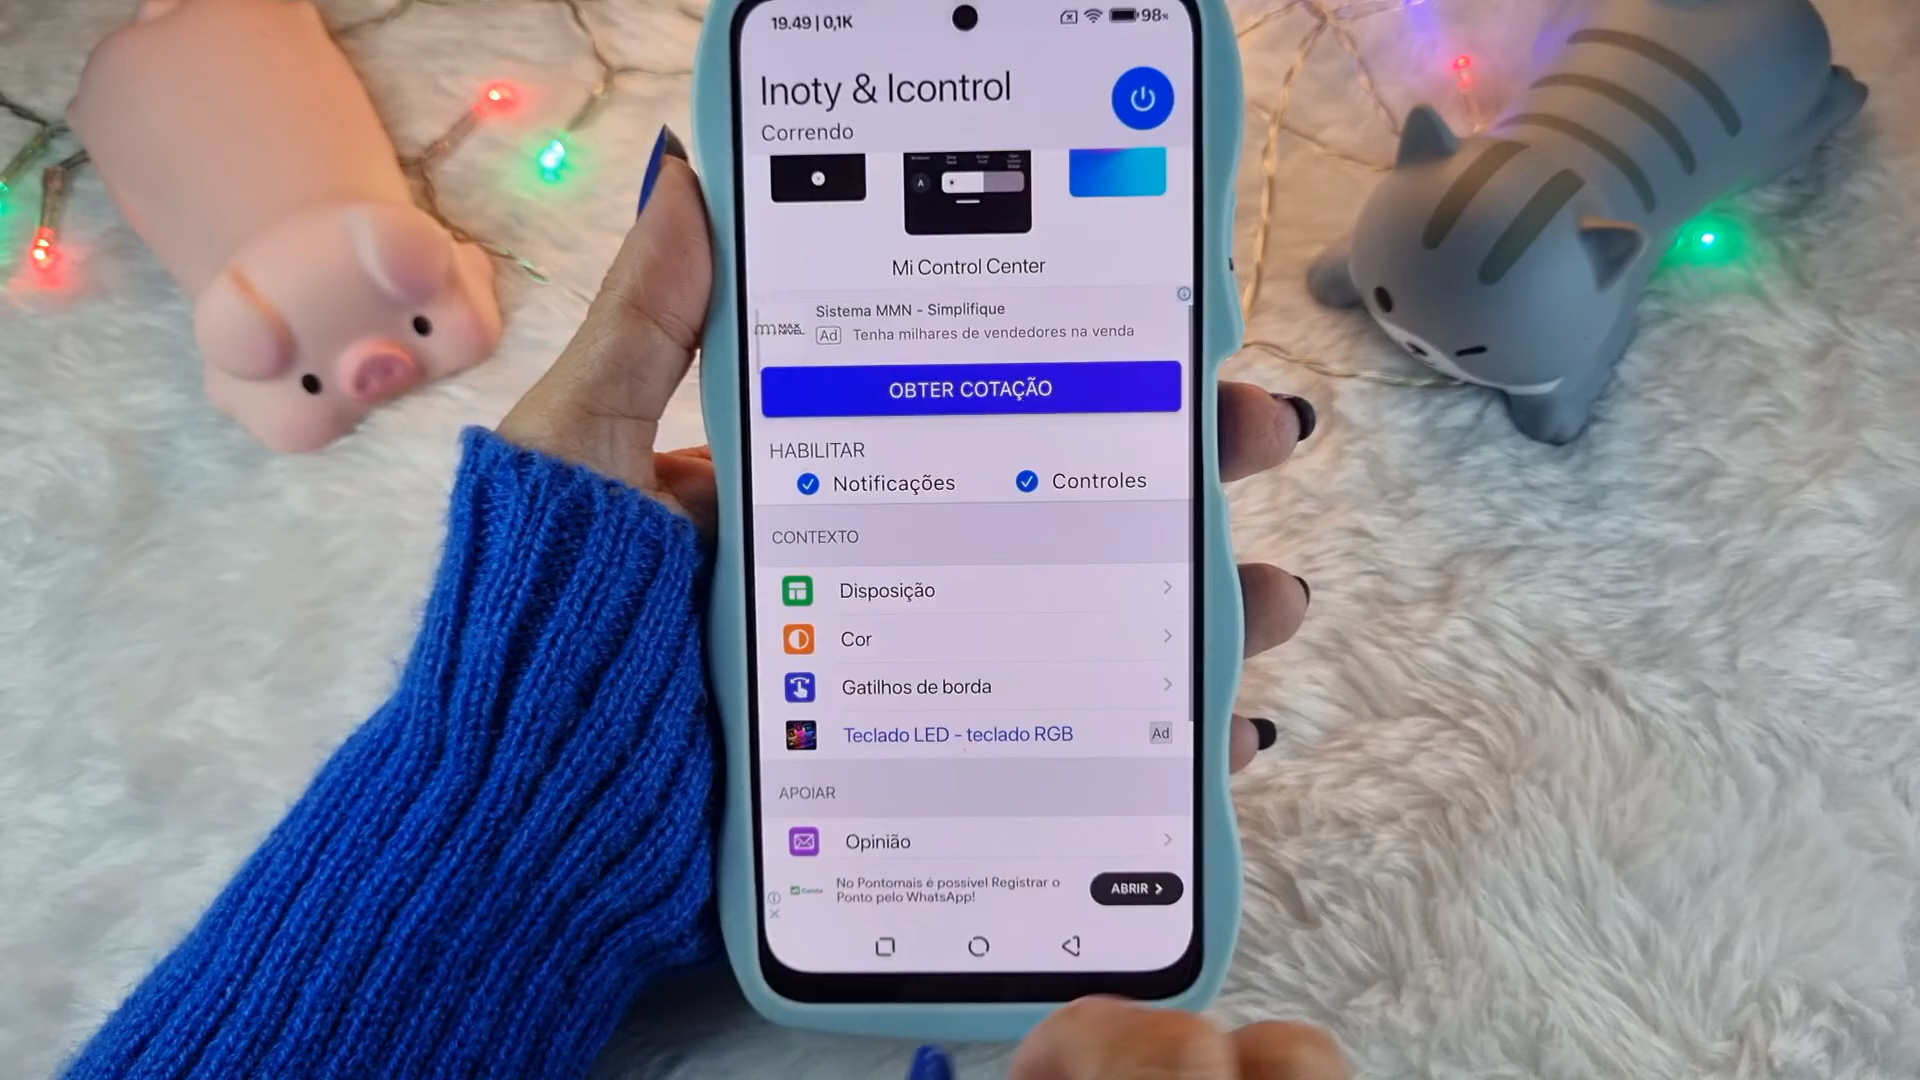 19.49 | 0,1K
98%
Inoty & Icontrol
Correndo
A
Mi Control Center
Sistema MMN - Simplifique
m MAX NIVEL
Ad Tenha milhares de vendedores na venda
OBTER COTAÇÃO
HABILITAR
Notificações
Controles
CONTEXTO
Disposição
Cor
Gatilhos de borda
Teclado LED - teclado RGB
Ad
APOIAR
Opinião
No Pontomais é possível Registrar o
Ponto pelo WhatsApp!
ABRIR